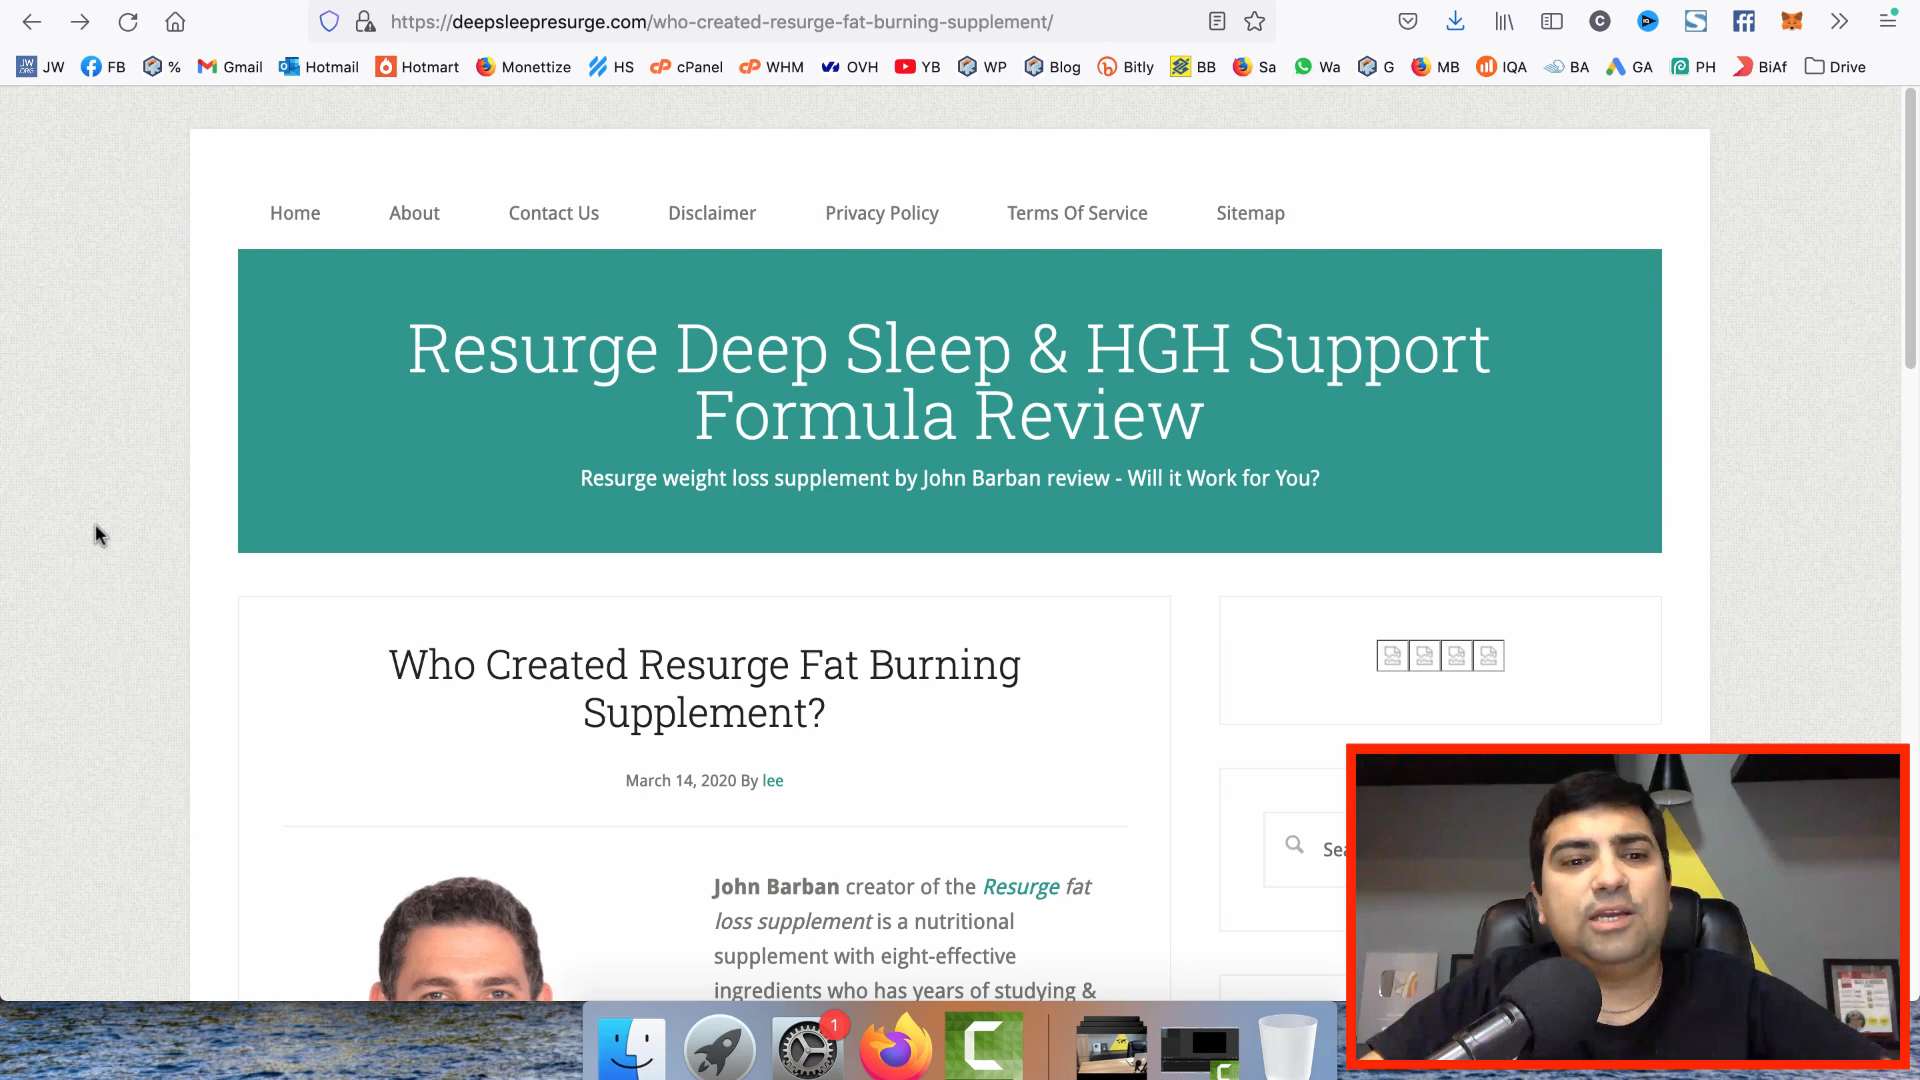 https://deepsleepresurge.com/who-created-resurge-fat-burning-supplement/
JW FB % Gmail Hotmail Hotmart Monettize HS cPanel WHM OVH YB WP Blog Bitly BB Sa Wa G MB IQA BA GA PH BiAf Drive
Home About Contact Us Disclaimer Privacy Policy Terms Of Service Sitemap
Resurge Deep Sleep & HGH Support
Formula Review
Resurge weight loss supplement by John Barban review - Will it Work for You?
Who Created Resurge Fat Burning
Supplement?
March 14, 2020 By lee
Sea
John Barban creator of the Resurge fat
loss supplement is a nutritional
supplement with eight-effective
ingredients who has years of studying &
1